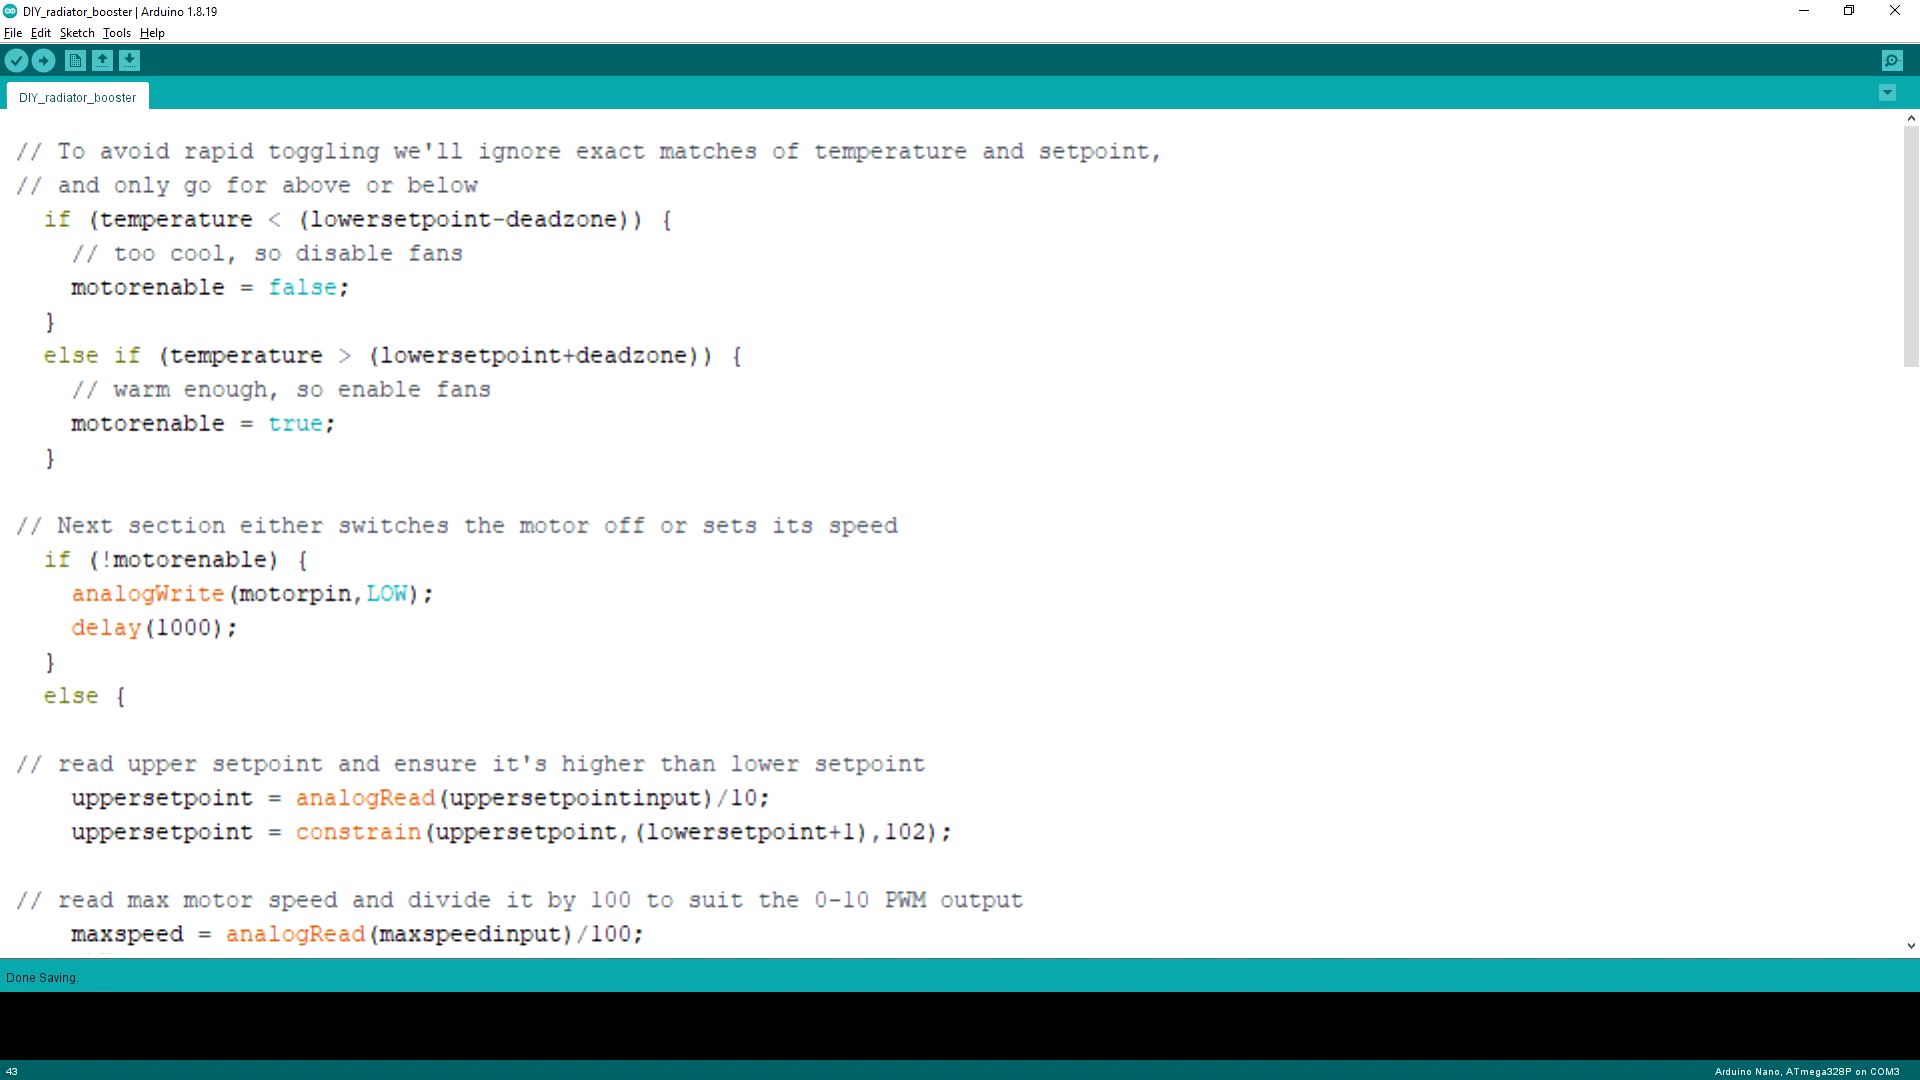 DIY_radiator_booster | Arduino 1.8.19
File Edit Sketch Tools Help
DIY_radiator_booster
// To avoid rapid toggling we'll ignore exact matches of temperature and setpoint,
// and only go for above or below
if (temperature < (lowersetpoint-deadzone)) {
// too cool, so disable fans
motorenable = false;
}
else if (temperature > (lowersetpoint+deadzone)) {
// warm enough, so enable fans
motorenable = true;
}
// Next section either switches the motor off or sets its speed
if (!motorenable) {
analogWrite(motorpin,LOW);
delay(1000);
}
else {
// read upper setpoint and ensure it's higher than lower setpoint
uppersetpoint = analogRead(uppersetpointinput)/10;
uppersetpoint = constrain(uppersetpoint,(lowersetpoint+1),102);
// read max motor speed and divide it by 100 to suit the 0-10 PWM output
maxspeed = analogRead(maxspeedinput)/100;
Done Saving.
43
Arduino Nano, ATmega328P on COM3